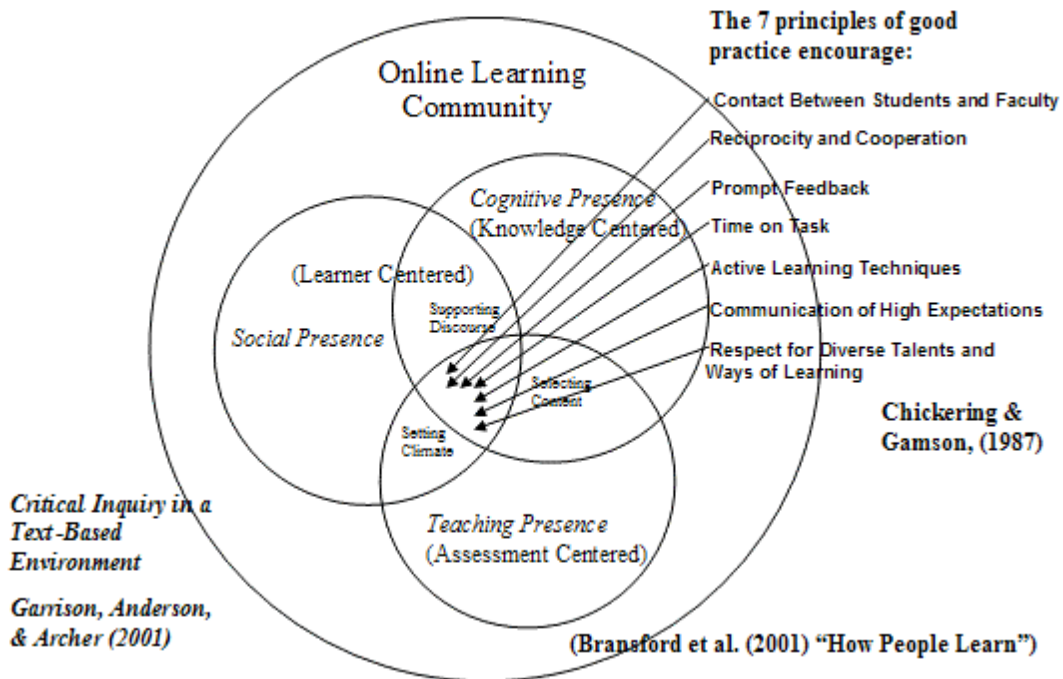 The 7 principles of good
practice encourage:
Online Learning
Community
Contact Between Students and Faculty
Reciprocity and Cooperation
Prompt Feedback
Time on Task
Active Learning Techniques
Communication of High Expectations
Respect for Diverse Talents and
Ways of Learning
Chickering &
Gamson, (1987)
Cognitive Presence
(Knowledge Centered)
(Learner Centered)
Social Presence
Supporting
Discourse
Selecting
Content
Setting
Climate
Teaching Presence
(Assessment Centered)
Critical Inquiry in a
Text-Based
Environment
Garrison, Anderson,
& Archer (2001)
(Bransford et al. (2001) “How People Learn”)